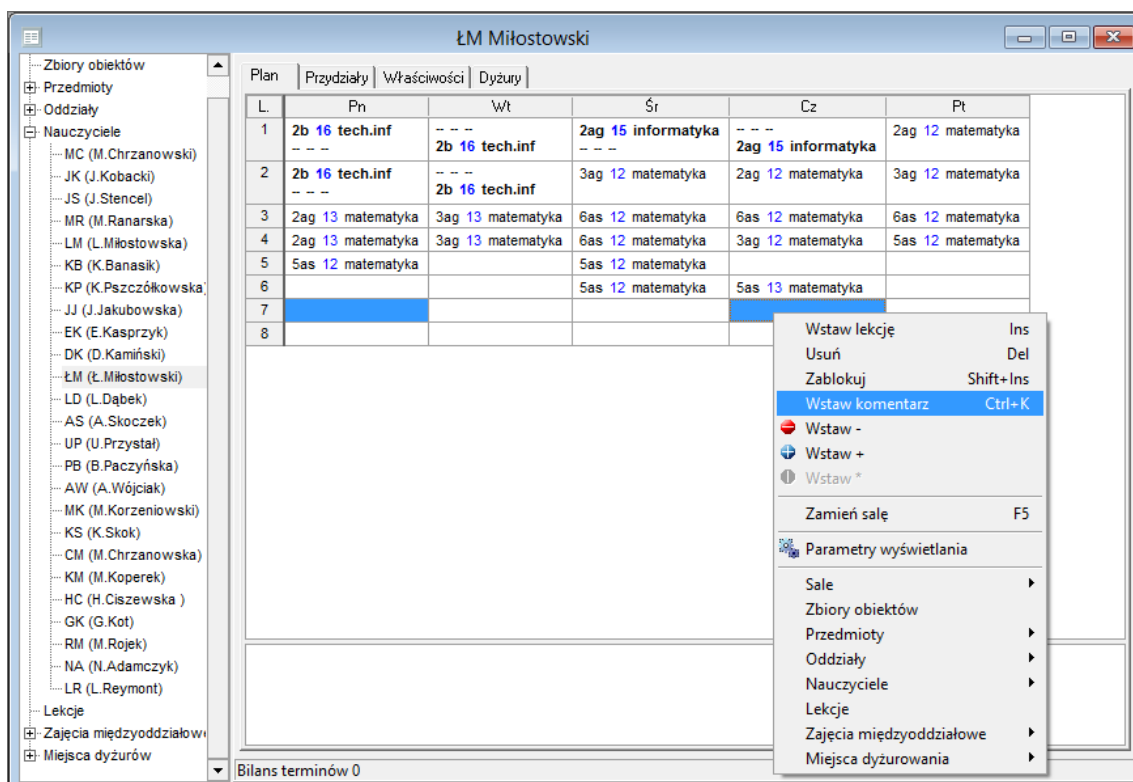 ŁM Miłostowski
Zbiory obiektów
Przedmioty
Oddziały
Nauczyciele
MC (M.Chrzanowski)
JK (J.Kobacki)
JS (J.Stencel)
MR (M.Ranarska)
LM (L.Miłostowska)
KB (K.Banasik)
KP (K.Pszczółkowska)
JJ (J.Jakubowska)
EK (E.Kasprzyk)
DK (D.Kamiński)
ŁM (Ł.Miłostowski)
LD (L.Dąbek)
AS (A.Skoczek)
UP (U.Przystał)
PB (B.Paczyńska)
AW (A.Wójciak)
MK (M.Korzeniowski)
KS (K.Skok)
CM (M.Chrzanowska)
KM (M.Koperek)
HC (H.Ciszewska )
GK (G.Kot)
RM (M.Rojek)
NA (N.Adamczyk)
LR (L.Reymont)
Lekcje
Zajęcia międzyoddziałow
Miejsca dyżurów
Plan Przydziały Właściwości Dyżury
L. Pn Wt Śr Cz Pt
1 2b 16 tech.inf -- -- -- 2ag 15 informatyka -- -- -- 2ag 12 matematyka
-- -- -- 2b 16 tech.inf -- -- -- 2ag 15 informatyka
2 2b 16 tech.inf -- -- -- 3ag 12 matematyka 2ag 12 matematyka 3ag 12 matematyka
-- -- -- 2b 16 tech.inf
3 2ag 13 matematyka 3ag 13 matematyka 6as 12 matematyka 6as 12 matematyka 6as 12 matematyka
4 2ag 13 matematyka 3ag 13 matematyka 6as 12 matematyka 3ag 12 matematyka 5as 12 matematyka
5 5as 12 matematyka 5as 12 matematyka
6 5as 12 matematyka 5as 13 matematyka
7
8
Wstaw lekcję Ins
Usuń Del
Zablokuj Shift+Ins
Wstaw komentarz Ctrl+K
Wstaw -
Wstaw +
Wstaw *
Zamień salę F5
Parametry wyświetlania
Sale
Zbiory obiektów
Przedmioty
Oddziały
Nauczyciele
Lekcje
Zajęcia międzyoddziałowe
Miejsca dyżurowania
Bilans terminów 0